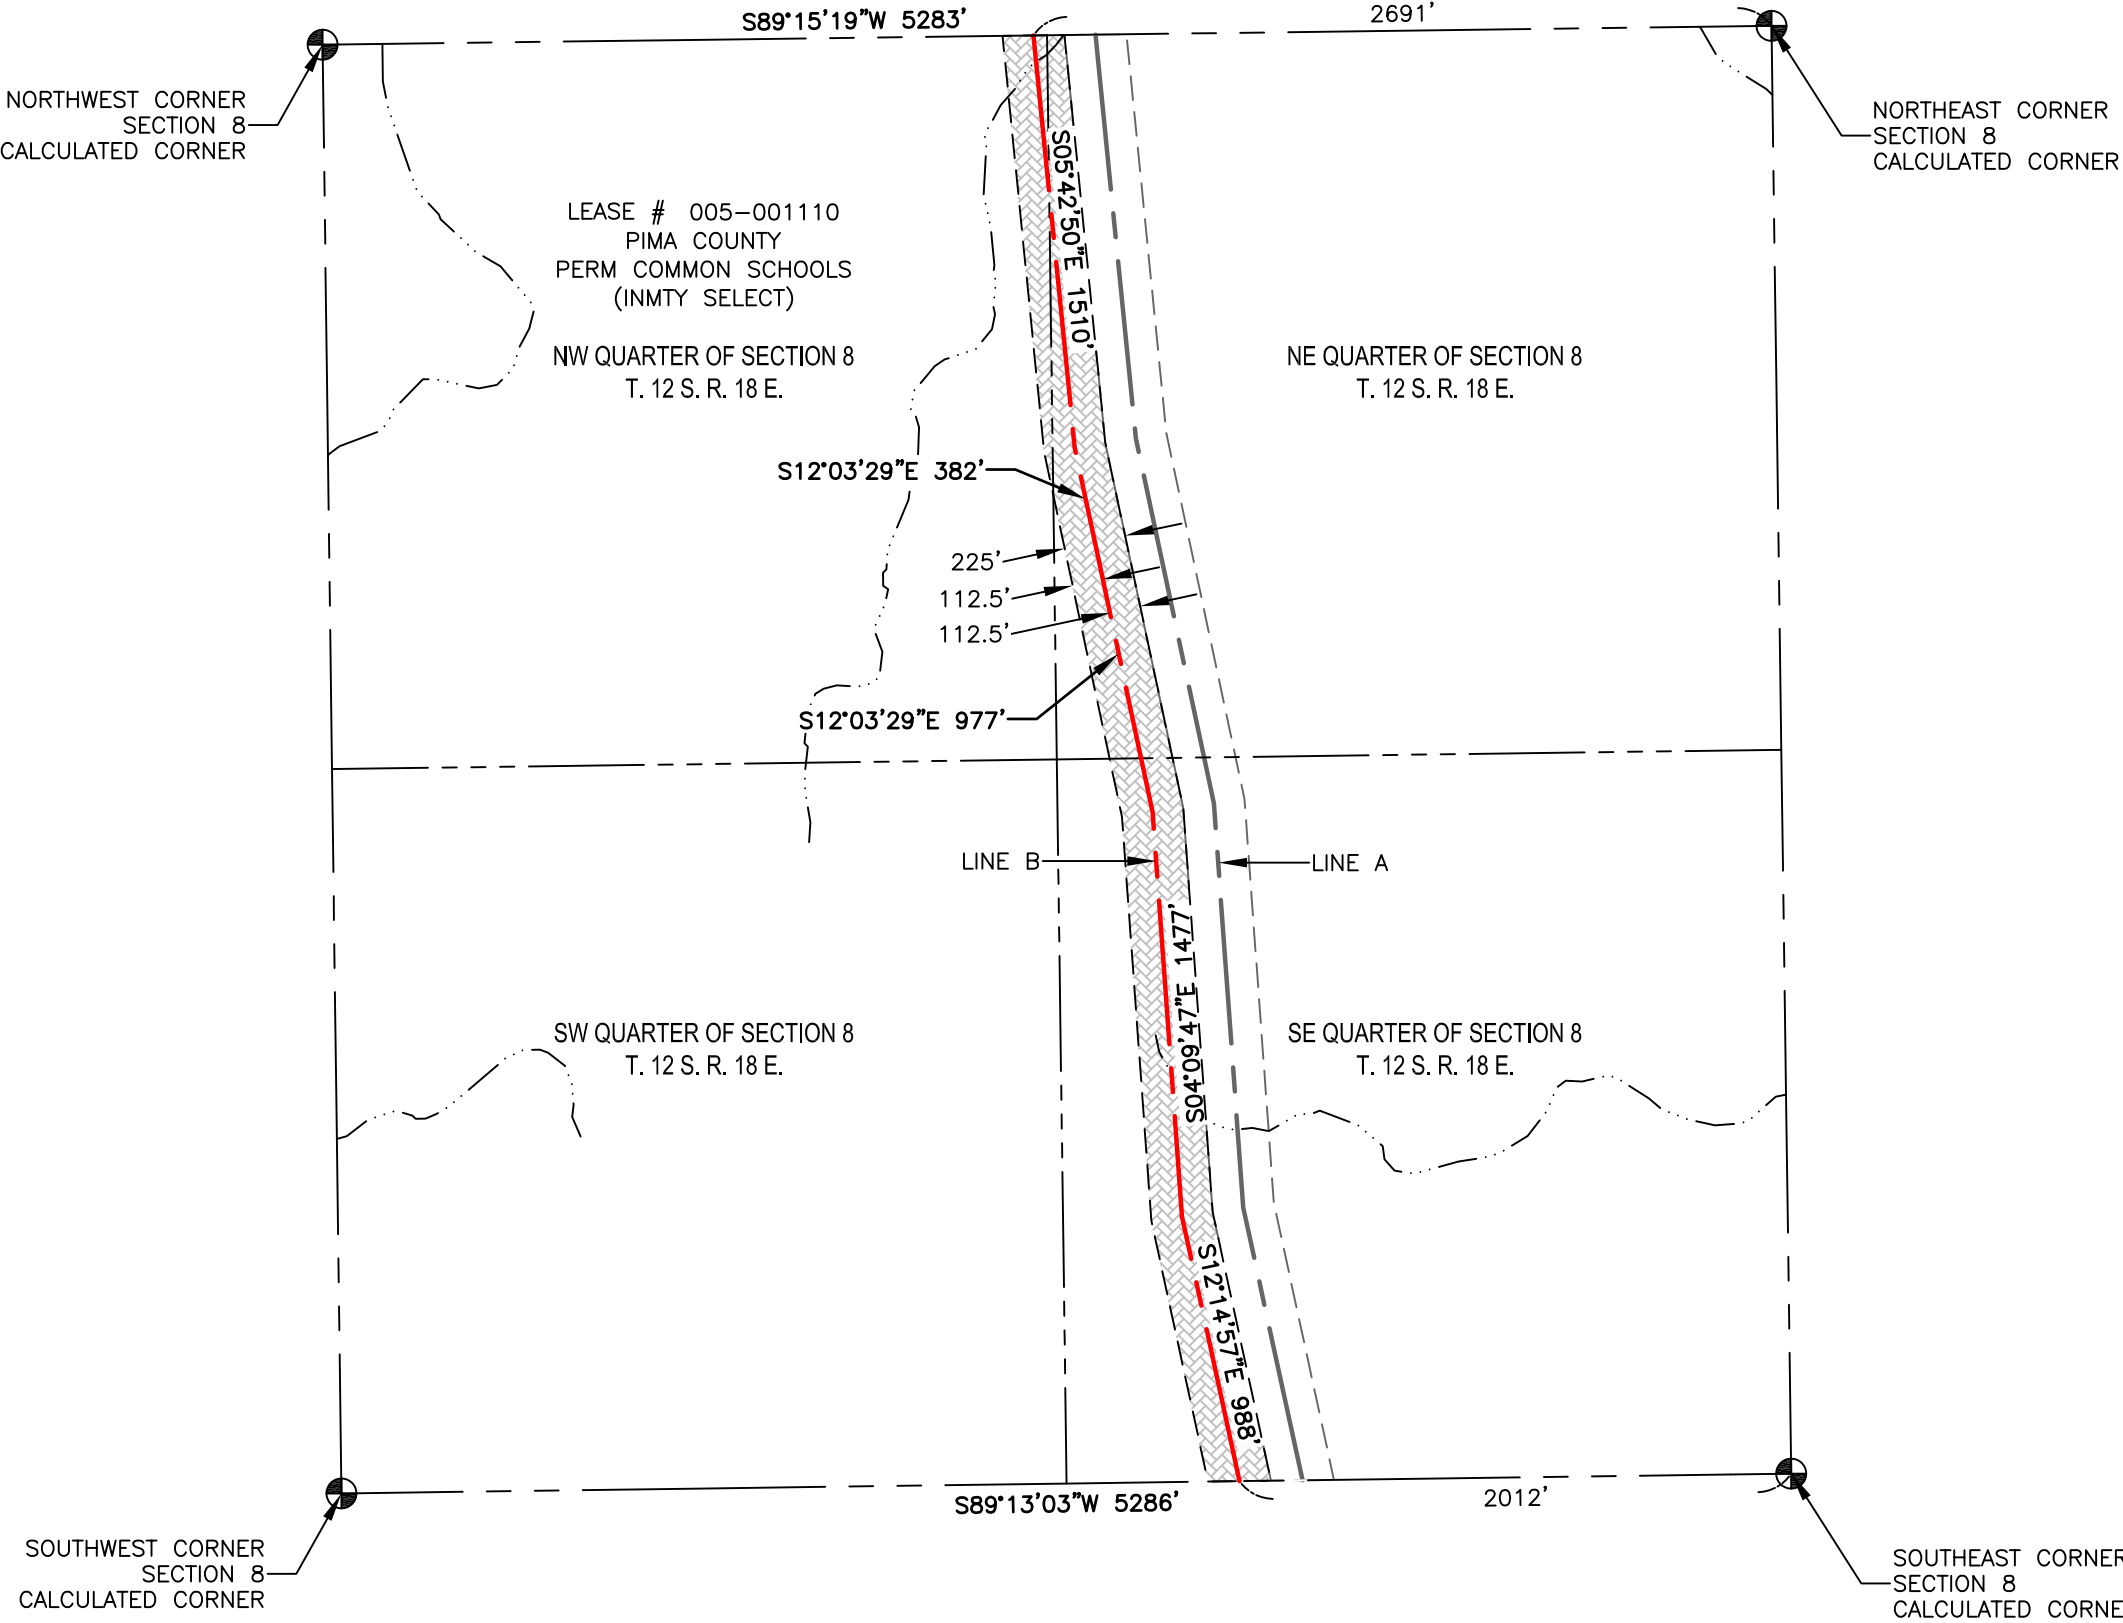 S89°15'19"W 5283'
2691'
NORTHWEST CORNER
SECTION 8
CALCULATED CORNER
NORTHEAST CORNER
SECTION 8
CALCULATED CORNER
LEASE # 005-001110
PIMA COUNTY
PERM COMMON SCHOOLS
(INMTY SELECT)
NW QUARTER OF SECTION 8
T. 12 S. R. 18 E.
S05°42'50"E 1510'
NE QUARTER OF SECTION 8
T. 12 S. R. 18 E.
S12°03'29"E 382'
225'
112.5'
112.5'
S12°03'29"E 977'
LINE B
LINE A
S04°09'47"E 1477'
SW QUARTER OF SECTION 8
T. 12 S. R. 18 E.
SE QUARTER OF SECTION 8
T. 12 S. R. 18 E.
S12°14'57"E 988'
S89°13'03"W 5286'
2012'
SOUTHWEST CORNER
SECTION 8
CALCULATED CORNER
SOUTHEAST CORNER
SECTION 8
CALCULATED CORNE